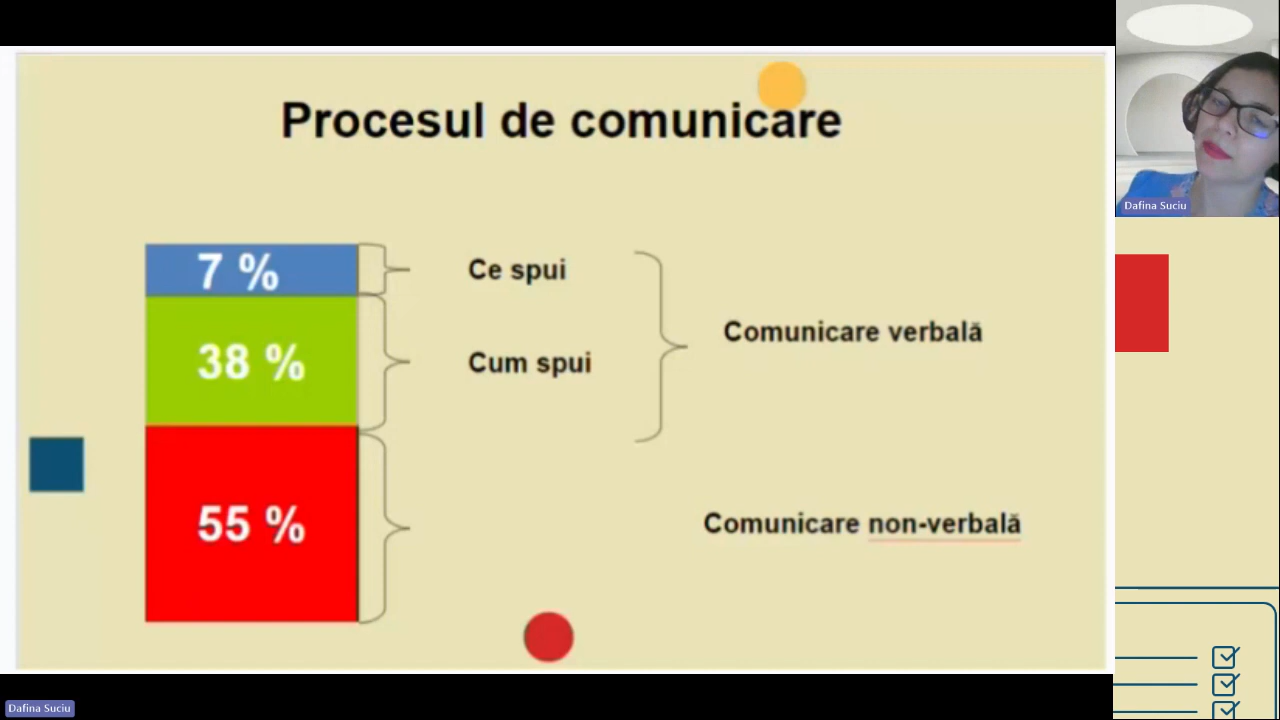 Procesul de comunicare
7 %
Ce spui
38 %
Cum spui
Comunicare verbală
55 %
Comunicare non-verbală
Dafina Suciu
Dafina Suciu